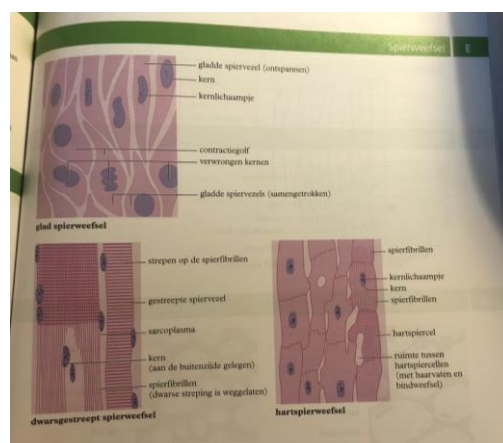 Spierweefsel E
gladde spiervezel (ontspannen)
kern
kernlichaampje
contractiegolf
verwrongen kernen
gladde spiervezels (samengetrokken)
glad spierweefsel
strepen op de spierfibrillen
gestreepte spiervezel
sarcoplasma
kern
(aan de buitenzijde gelegen)
spierfibrillen
(dwarse streping is weggelaten)
dwarsgestreept spierweefsel
spierfibrillen
kernlichaampje
kern
spierfibrillen
hartspiercel
ruimte tussen
hartspiercellen
(met haarvaten en
bindweefsel)
hartspierweefsel